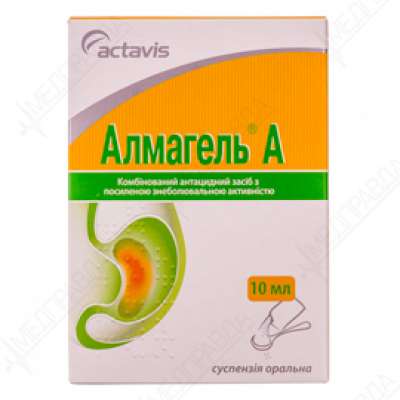 actavis
Алмагель® А
Комбінований антацидний засіб з
посиленою знеболювальною активністю
10 мл
суспензія оральна